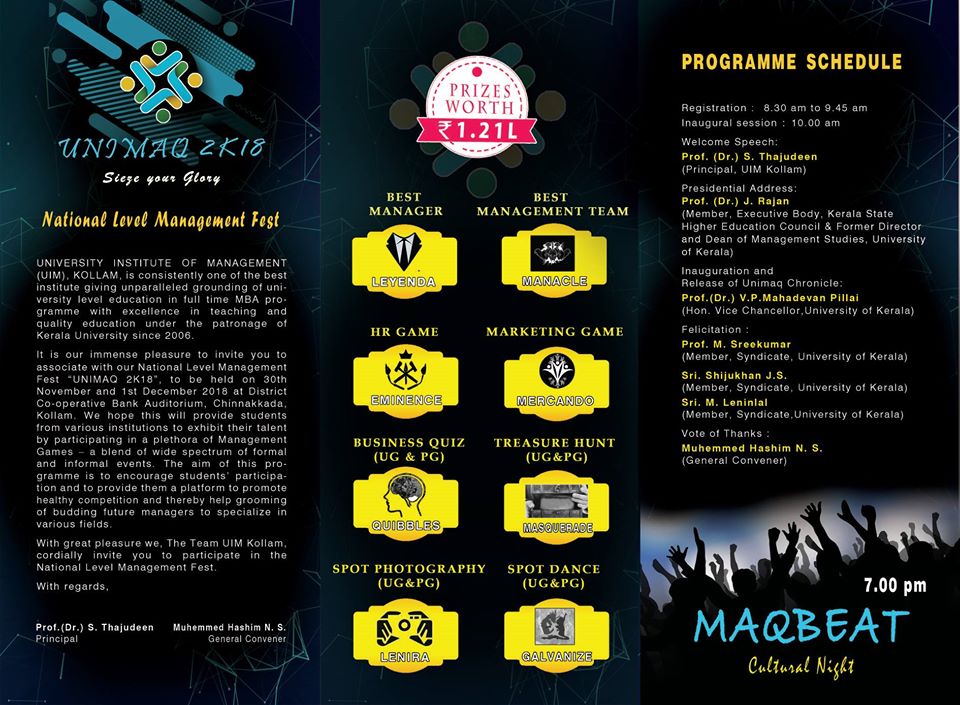 UNIMAQ 2K18
Sieze your Glory
National Level Management Fest
UNIVERSITY INSTITUTE OF MANAGEMENT
(UIM), KOLLAM, is consistently one of the best
institute giving unparalleled grounding of uni-
versity level education in full time MBA pro-
gramme with excellence in teaching and
quality education under the patronage of
Kerala University since 2006.
It is our immense pleasure to invite you to
associate with our National Level Management
Fest “UNIMAQ 2K18”, to be held on 30th
November and 1st December 2018 at District
Co-operative Bank Auditorium, Chinnakkada,
Kollam. We hope this will provide students
from various institutions to exhibit their talent
by participating in a plethora of Management
Games – a blend of wide spectrum of formal
and informal events. The aim of this pro-
gramme is to encourage students’ participa-
tion and to provide them a platform to promote
healthy competition and thereby help grooming
of budding future managers to specialize in
various fields.
With great pleasure we, The Team UIM Kollam,
cordially invite you to participate in the
National Level Management Fest.
With regards,
Prof.(Dr.) S. Thajudeen Muhemmed Hashim N. S.
Principal General Convener
PRIZES
WORTH
₹ 1.21L
BEST
MANAGER
LEYENDA
BEST
MANAGEMENT TEAM
MANACLE
HR GAME
EMINENCE
MARKETING GAME
MERCANDO
BUSINESS QUIZ
(UG & PG)
QUIBBLES
TREASURE HUNT
(UG&PG)
MASQUERADE
SPOT PHOTOGRAPHY
(UG&PG)
LENIRA
SPOT DANCE
(UG&PG)
GALVANIZE
PROGRAMME SCHEDULE
Registration : 8.30 am to 9.45 am
Inaugural session : 10.00 am
Welcome Speech:
Prof. (Dr.) S. Thajudeen
(Principal, UIM Kollam)
Presidential Address:
Prof. (Dr.) J. Rajan
(Member, Executive Body, Kerala State
Higher Education Council & Former Director
and Dean of Management Studies, University
of Kerala)
Inauguration and
Release of Unimaq Chronicle:
Prof.(Dr.) V.P.Mahadevan Pillai
(Hon. Vice Chancellor,University of Kerala)
Felicitation :
Prof. M. Sreekumar
(Member, Syndicate, University of Kerala)
Sri. Shijukhan J.S.
(Member, Syndicate, University of Kerala)
Sri. M. Leninlal
(Member, Syndicate,University of Kerala)
Vote of Thanks :
Muhemmed Hashim N. S.
(General Convener)
7.00 pm
MAQBEAT
Cultural Night